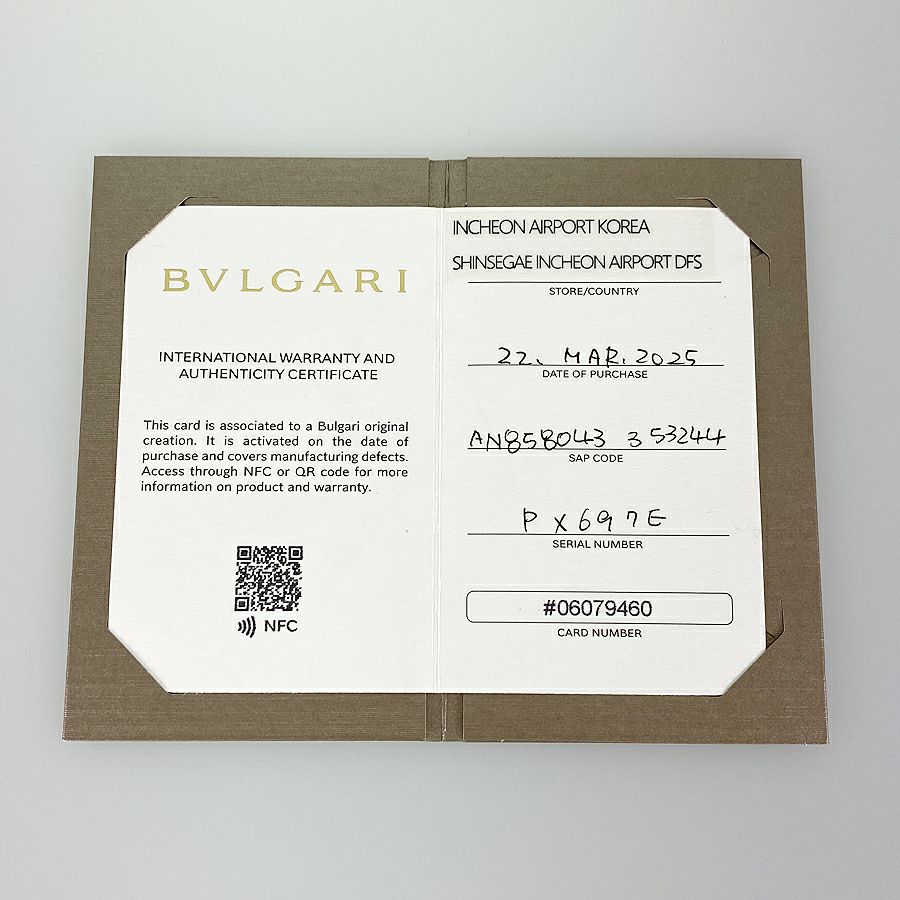 BVLGARI
INTERNATIONAL WARRANTY AND
AUTHENTICITY CERTIFICATE
This card is associated to a Bulgari original
creation. It is activated on the date of
purchase and covers manufacturing defects.
Access through NFC or QR code for more
information on product and warranty.
NFC
INCHEON AIRPORT KOREA
SHINSEGAE INCHEON AIRPORT DFS
STORE/COUNTRY
22. MAR. 2025
DATE OF PURCHASE
AN858043 353244
SAP CODE
PX697E
SERIAL NUMBER
#06079460
CARD NUMBER